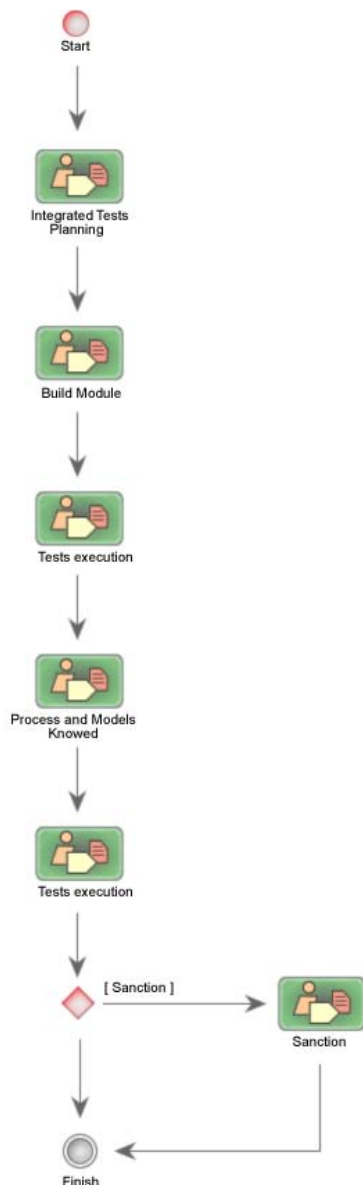 Start
Integrated Tests
Planning
Build Module
Tests execution
Process and Models
Knowed
Tests execution
[ Sanction ]
Sanction
Finish